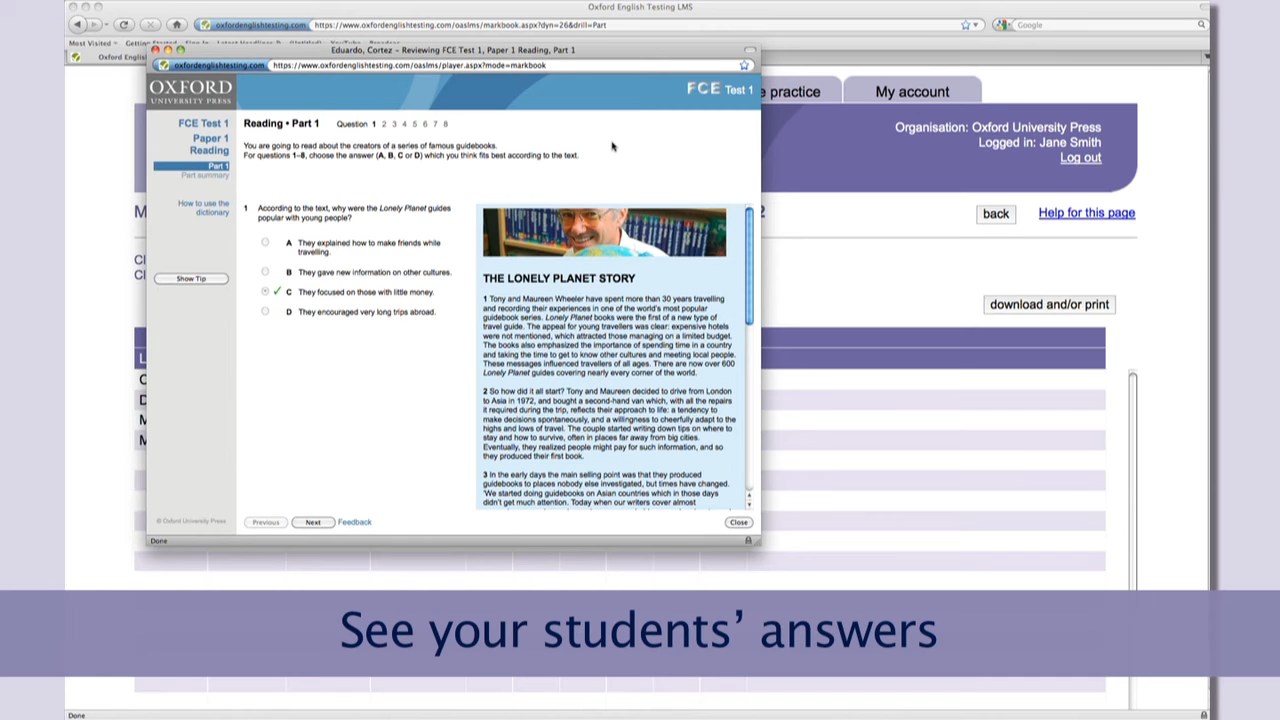 Oxford English Testing LMS
oxfordenglishtesting.com
https://www.oxfordenglishtesting.com/oaslms/markbook.aspx?dyn=26&drill=Part
Google
Most Visited
Oxford Englis
Eduardo, Cortez – Reviewing FCE Test 1, Paper 1 Reading, Part 1
oxfordenglishtesting.com
https://www.oxfordenglishtesting.com/oaslms/player.aspx?mode=markbook
OXFORD
UNIVERSITY PRESS
FCE Test 1
e practice
My account
Organisation: Oxford University Press
Logged in: Jane Smith
Log out
back
Help for this page
download and/or print
FCE Test 1
Paper 1
Reading
Part 1
Part summary
How to use the
dictionary
Show Tip
© Oxford University Press
Reading • Part 1 Question 1 2 3 4 5 6 7 8
You are going to read about the creators of a series of famous guidebooks.
For questions 1–8, choose the answer (A, B, C or D) which you think fits best according to the text.
1 According to the text, why were the Lonely Planet guides
popular with young people?
A They explained how to make friends while
travelling.
B They gave new information on other cultures.
✓ C They focused on those with little money.
D They encouraged very long trips abroad.
THE LONELY PLANET STORY
1 Tony and Maureen Wheeler have spent more than 30 years travelling
and recording their experiences in one of the world's most popular
guidebook series. Lonely Planet books were the first of a new type of
travel guide. The appeal for young travellers was clear: expensive hotels
were not mentioned, which attracted those managing on a limited budget.
The books also emphasized the importance of spending time in a country
and taking the time to get to know other cultures and meeting local people.
These messages influenced travellers of all ages. There are now over 600
Lonely Planet guides covering nearly every corner of the world.
2 So how did it all start? Tony and Maureen decided to drive from London
to Asia in 1972, and bought a second-hand van which, with all the repairs
it required during the trip, reflects their approach to life: a tendency to
make decisions spontaneously, and a willingness to cheerfully adapt to the
highs and lows of travel. The couple started writing down tips on where to
stay and how to survive, often in places far away from big cities.
Eventually, they realized people might pay for such information, and so
they produced their first book.
3 In the early days the main selling point was that they produced
guidebooks to places nobody else investigated, but times have changed.
'We started doing guidebooks on Asian countries which in those days
didn't get much attention. Today when our writers cover almost
Previous
Next
Feedback
Close
Done
See your students' answers
Done